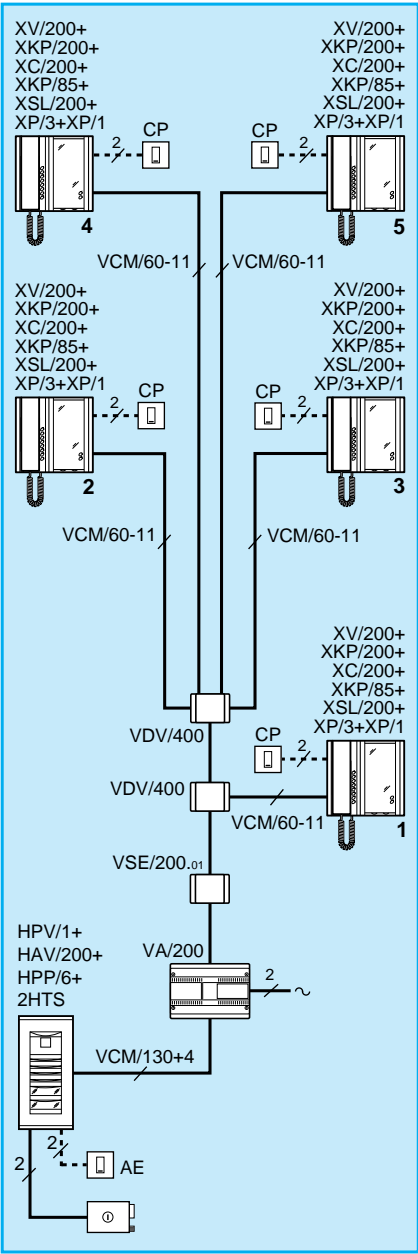 XV/200+
XKP/200+
XC/200+
XKP/85+
XSL/200+
XP/3+XP/1
2
CP
4
XV/200+
XKP/200+
XC/200+
XKP/85+
XSL/200+
XP/3+XP/1
CP
2
5
VCM/60-11
VCM/60-11
XV/200+
XKP/200+
XC/200+
XKP/85+
XSL/200+
XP/3+XP/1
2
CP
2
XV/200+
XKP/200+
XC/200+
XKP/85+
XSL/200+
XP/3+XP/1
CP
2
3
VCM/60-11
VCM/60-11
XV/200+
XKP/200+
XC/200+
XKP/85+
XSL/200+
XP/3+XP/1
CP
2
1
VDV/400
VDV/400
VCM/60-11
VSE/200.01
VA/200
2
HPV/1+
HAV/200+
HPP/6+
2HTS
VCM/130+4
2
2
AE